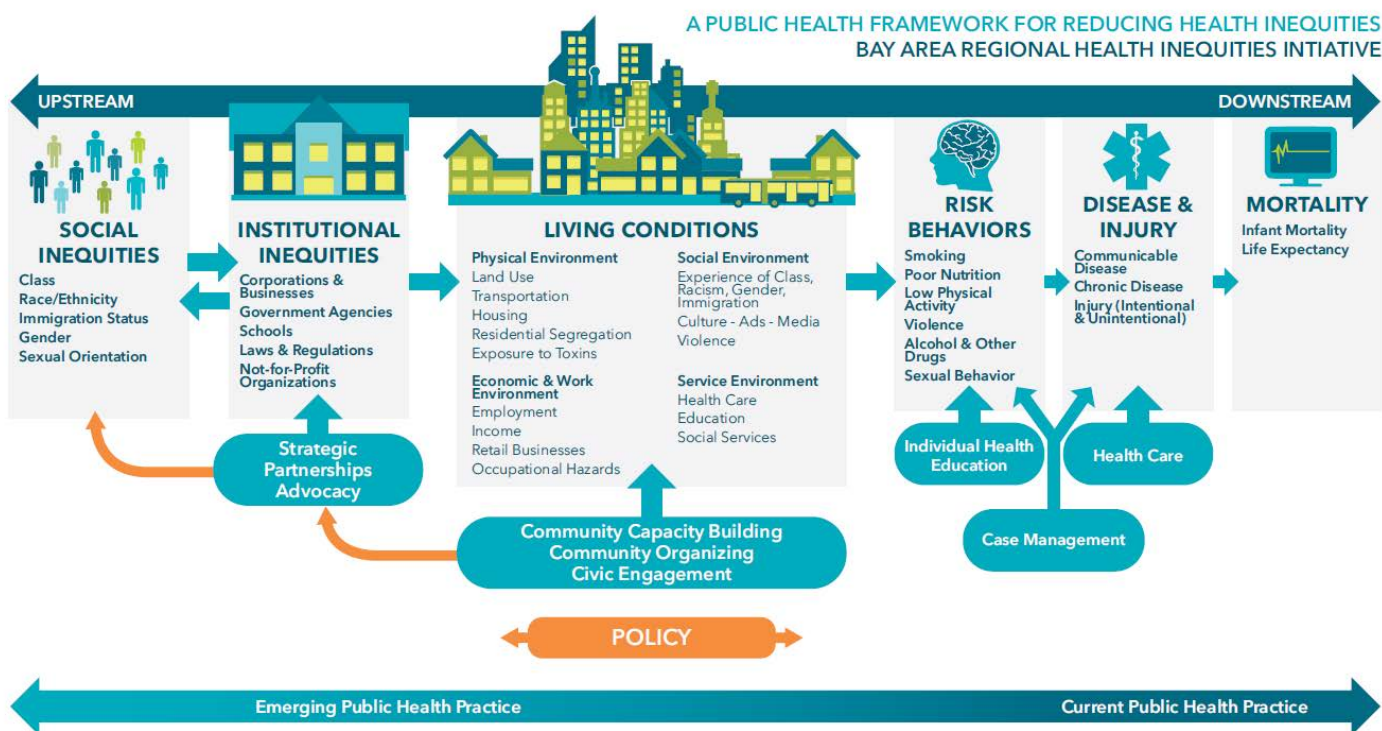 A PUBLIC HEALTH FRAMEWORK FOR REDUCING HEALTH INEQUITIES
BAY AREA REGIONAL HEALTH INEQUITIES INTIATIVE
UPSTREAM
DOWNSTREAM
SOCIAL
INEQUITIES
Class
Race/Ethnicity
Immigration Status
Gender
Sexual Orientation
INSTITUTIONAL
INEQUITIES
Corporations &
Businesses
Government Agencies
Schools
Laws & Regulations
Not-for-Profit
Organizations
LIVING CONDITIONS
Physical Environment
Land Use
Transportation
Housing
Residential Segregation
Exposure to Toxins
Economic & Work
Environment
Employment
Income
Retail Businesses
Occupational Hazards
Social Environment
Experience of Class,
Racism, Gender,
Immigration
Culture - Ads - Media
Violence
Service Environment
Health Care
Education
Social Services
RISK
BEHAVIORS
Smoking
Poor Nutrition
Low Physical
Activity
Violence
Alcohol & Other
Drugs
Sexual Behavior
DISEASE &
INJURY
Communicable
Disease
Chronic Disease
Injury (Intentional
& Unintentional)
MORTALITY
Infant Mortality
Life Expectancy
Strategic
Partnerships
Advocacy
Community Capacity Building
Community Organizing
Civic Engagement
Individual Health
Education
Health Care
Case Management
POLICY
Emerging Public Health Practice
Current Public Health Practice